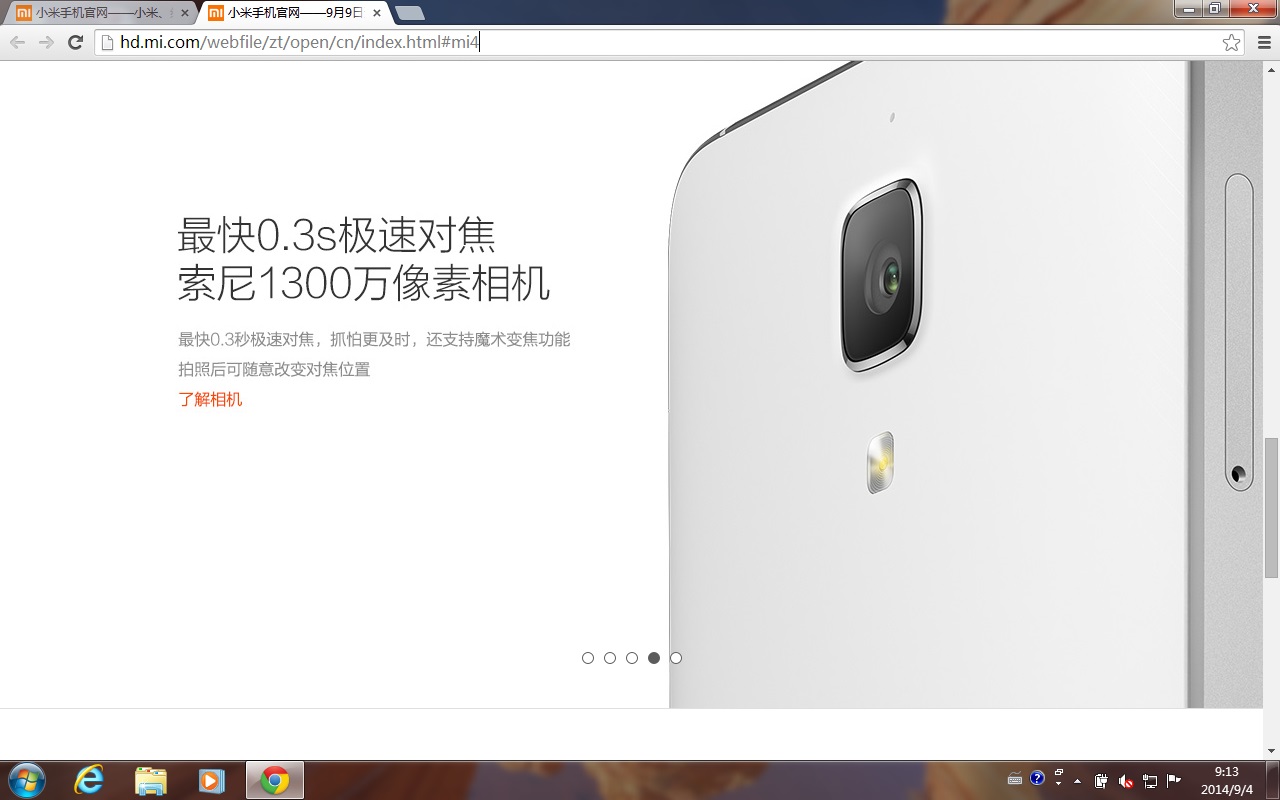 小米手机官网——小米、
小米手机官网——9月9日
hd.mi.com/webfile/zt/open/cn/index.html#mi4
最快0.3s极速对焦
索尼1300万像素相机
最快0.3秒极速对焦，抓怕更及时，还支持魔术变焦功能
拍照后可随意改变对焦位置
了解相机
9:13
2014/9/4